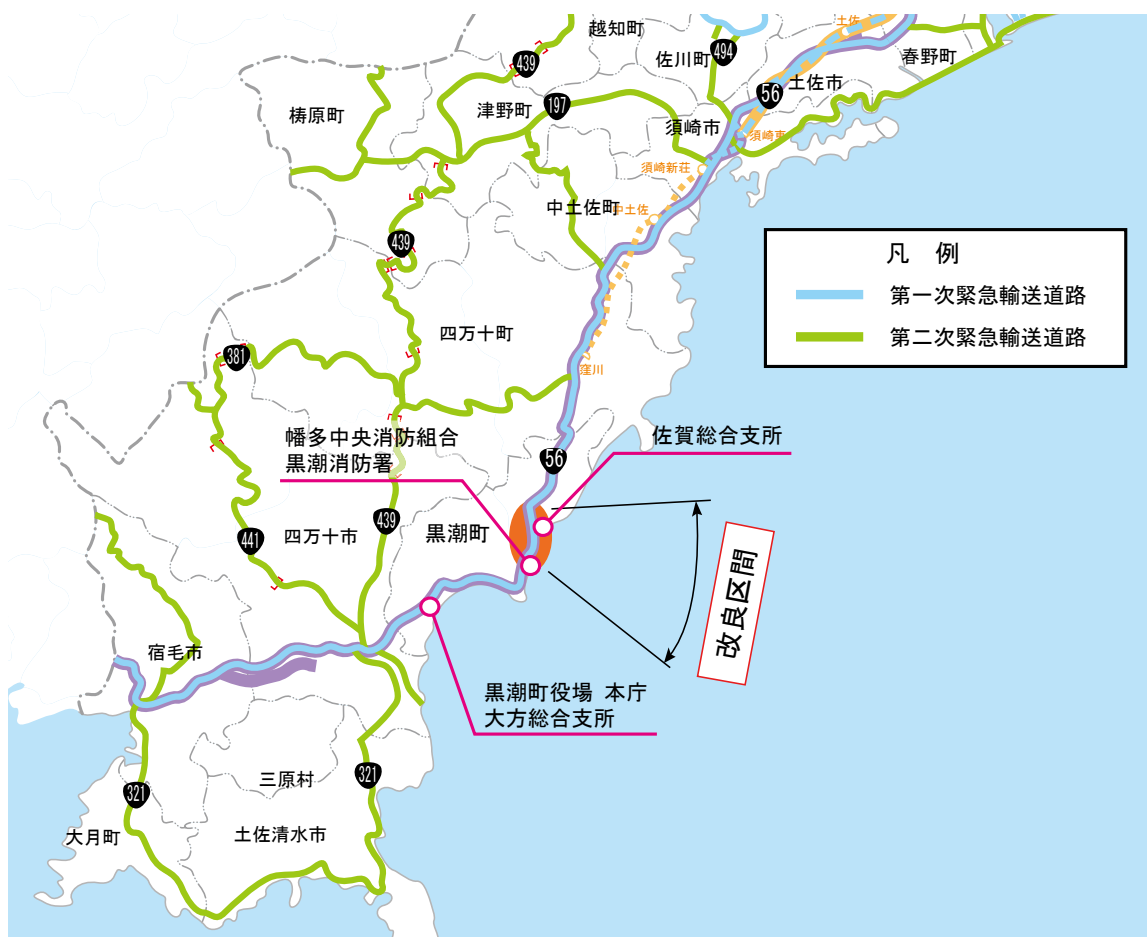 土佐
越知町
佐川町
494
春野町
439
56
土佐市
梼原町
津野町
197
須崎市
須崎東
須崎新荘
中土佐町
中土佐
439
凡 例
第一次緊急輸送道路
第二次緊急輸送道路
四万十町
381
窪川
幡多中央消防組合
黒潮消防署
佐賀総合支所
56
441
四万十市
439
黒潮町
改良区間
宿毛市
黒潮町役場 本庁
大方総合支所
三原村
321
321
大月町
土佐清水市